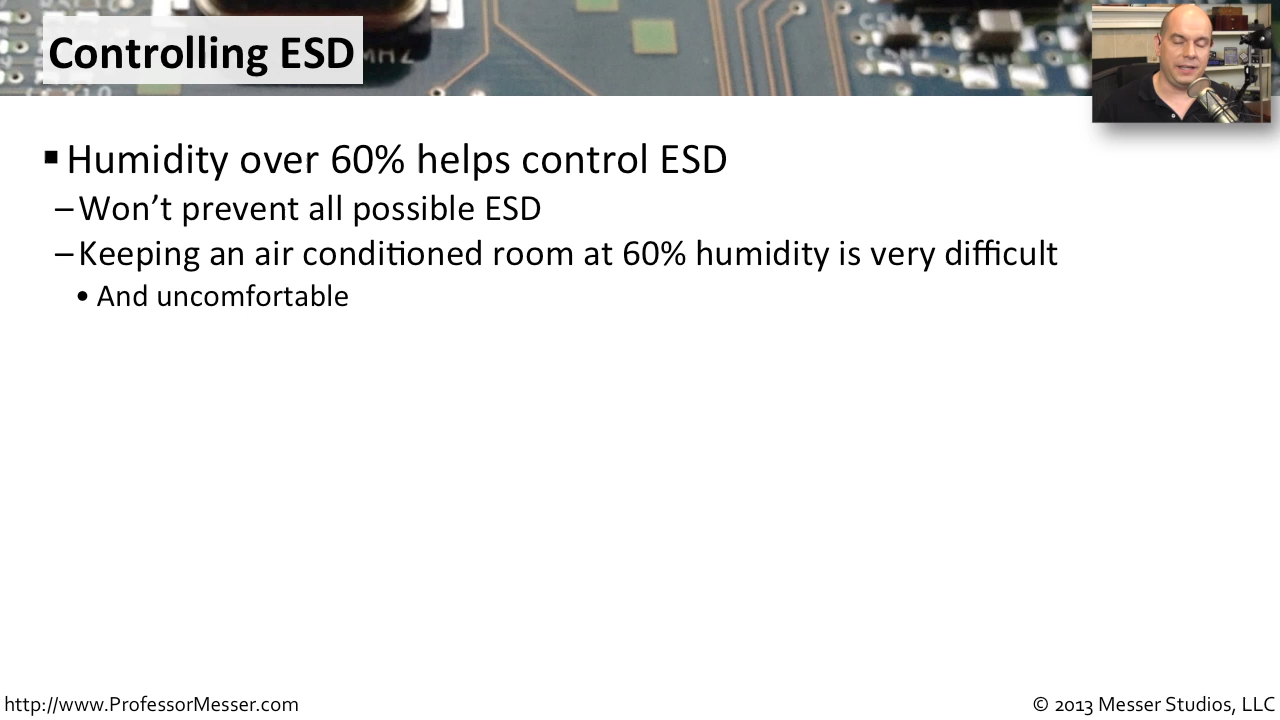 Controlling ESD
▪ Humidity over 60% helps control ESD
– Won’t prevent all possible ESD
– Keeping an air conditioned room at 60% humidity is very difficult
• And uncomfortable
http://www.ProfessorMesser.com
© 2013 Messer Studios, LLC